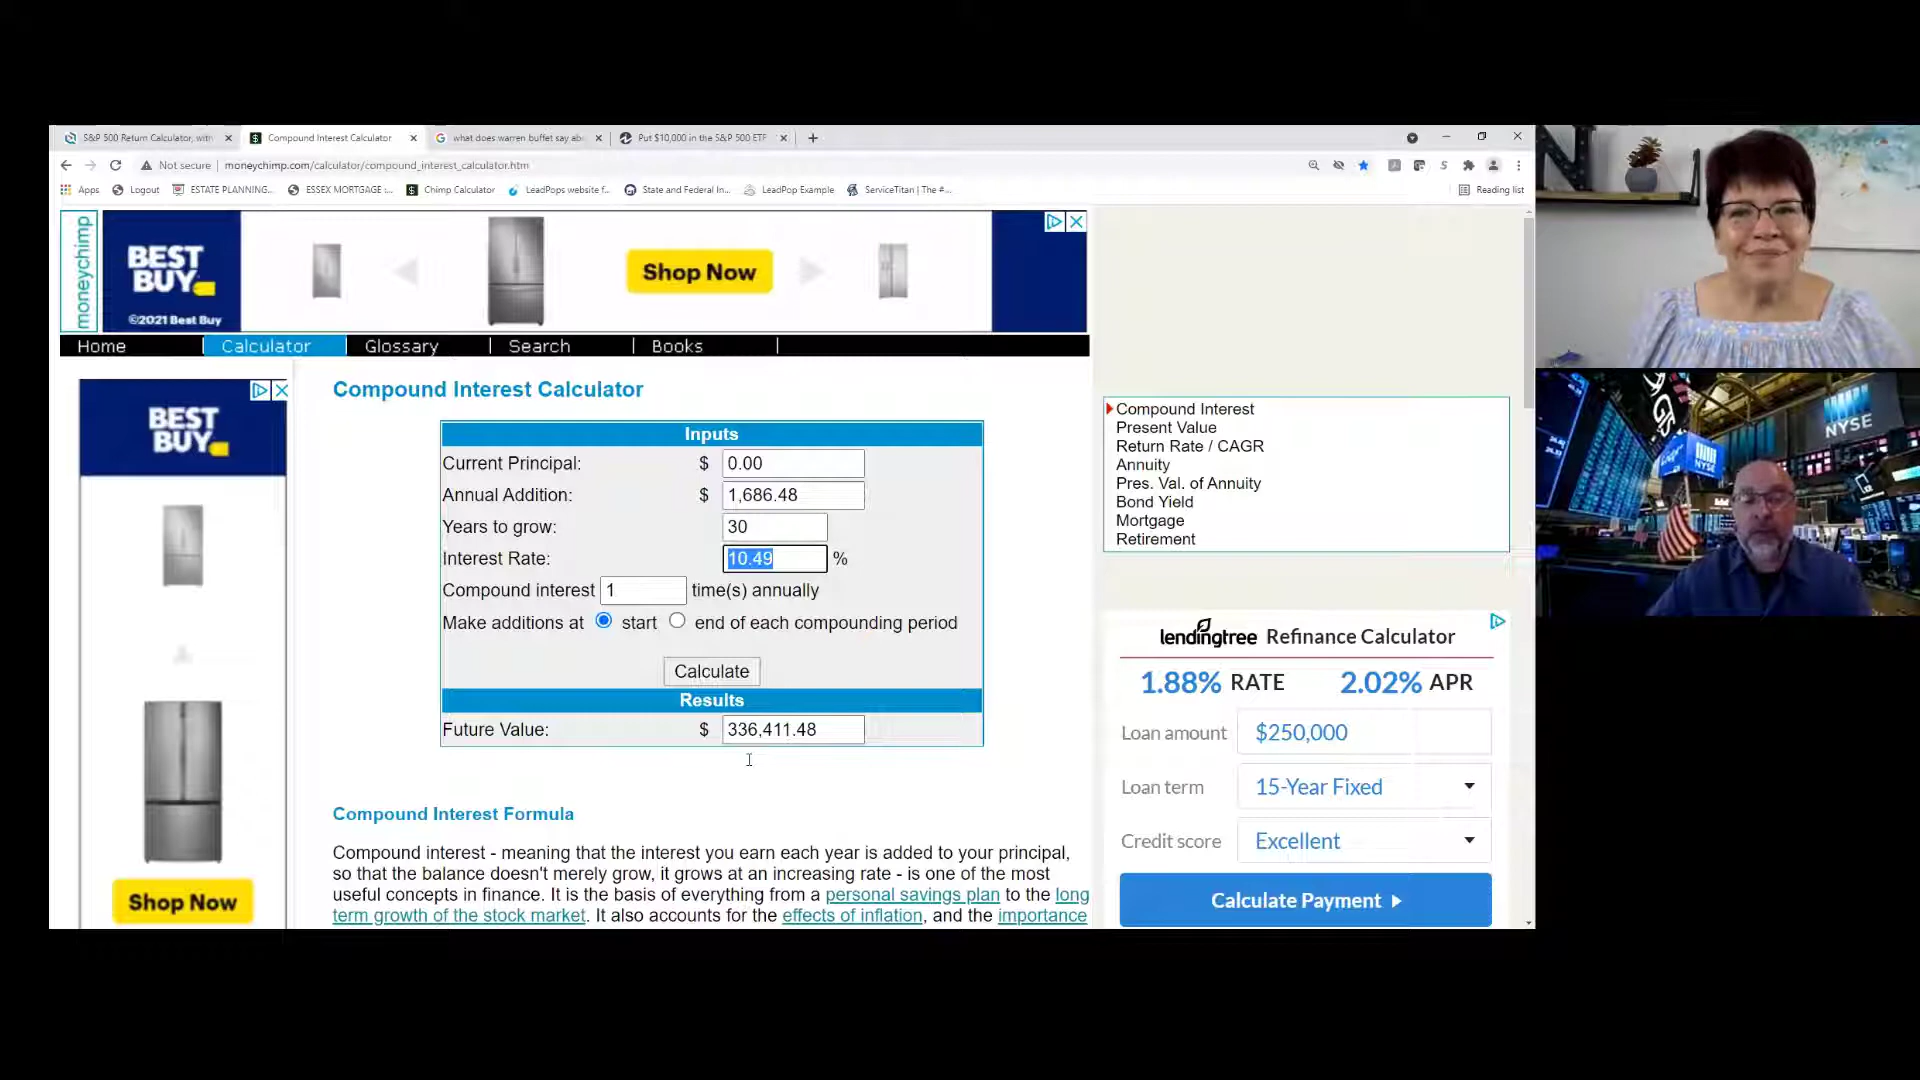 S&P 500 Return Calculator, with
Compound Interest Calculator
what does warren buffet say abo
Put $10,000 in the S&P 500 ETF
Not secure | moneychimp.com/calculator/compound_interest_calculator.htm
Apps
Logout
ESTATE PLANNING...
ESSEX MORTGAGE :...
Chimp Calculator
LeadPops website f...
State and Federal In...
LeadPop Example
ServiceTitan | The #...
Reading list
moneychimp
BEST
BUY
©2021 Best Buy
Shop Now
Home
Calculator
Glossary
Search
Books
BEST
BUY
Shop Now
Compound Interest Calculator
Inputs
Current Principal: $ 0.00
Annual Addition: $ 1,686.48
Years to grow: 30
Interest Rate: 10.49 %
Compound interest 1 time(s) annually
Make additions at start end of each compounding period
Calculate
Results
Future Value: $ 336,411.48
Compound Interest Formula
Compound interest - meaning that the interest you earn each year is added to your principal,
so that the balance doesn't merely grow, it grows at an increasing rate - is one of the most
useful concepts in finance. It is the basis of everything from a personal savings plan to the long
term growth of the stock market. It also accounts for the effects of inflation, and the importance
Compound Interest
Present Value
Return Rate / CAGR
Annuity
Pres. Val. of Annuity
Bond Yield
Mortgage
Retirement
lendingtree Refinance Calculator
1.88% RATE 2.02% APR
Loan amount $250,000
Loan term 15-Year Fixed
Credit score Excellent
Calculate Payment
NYSE
NYSE